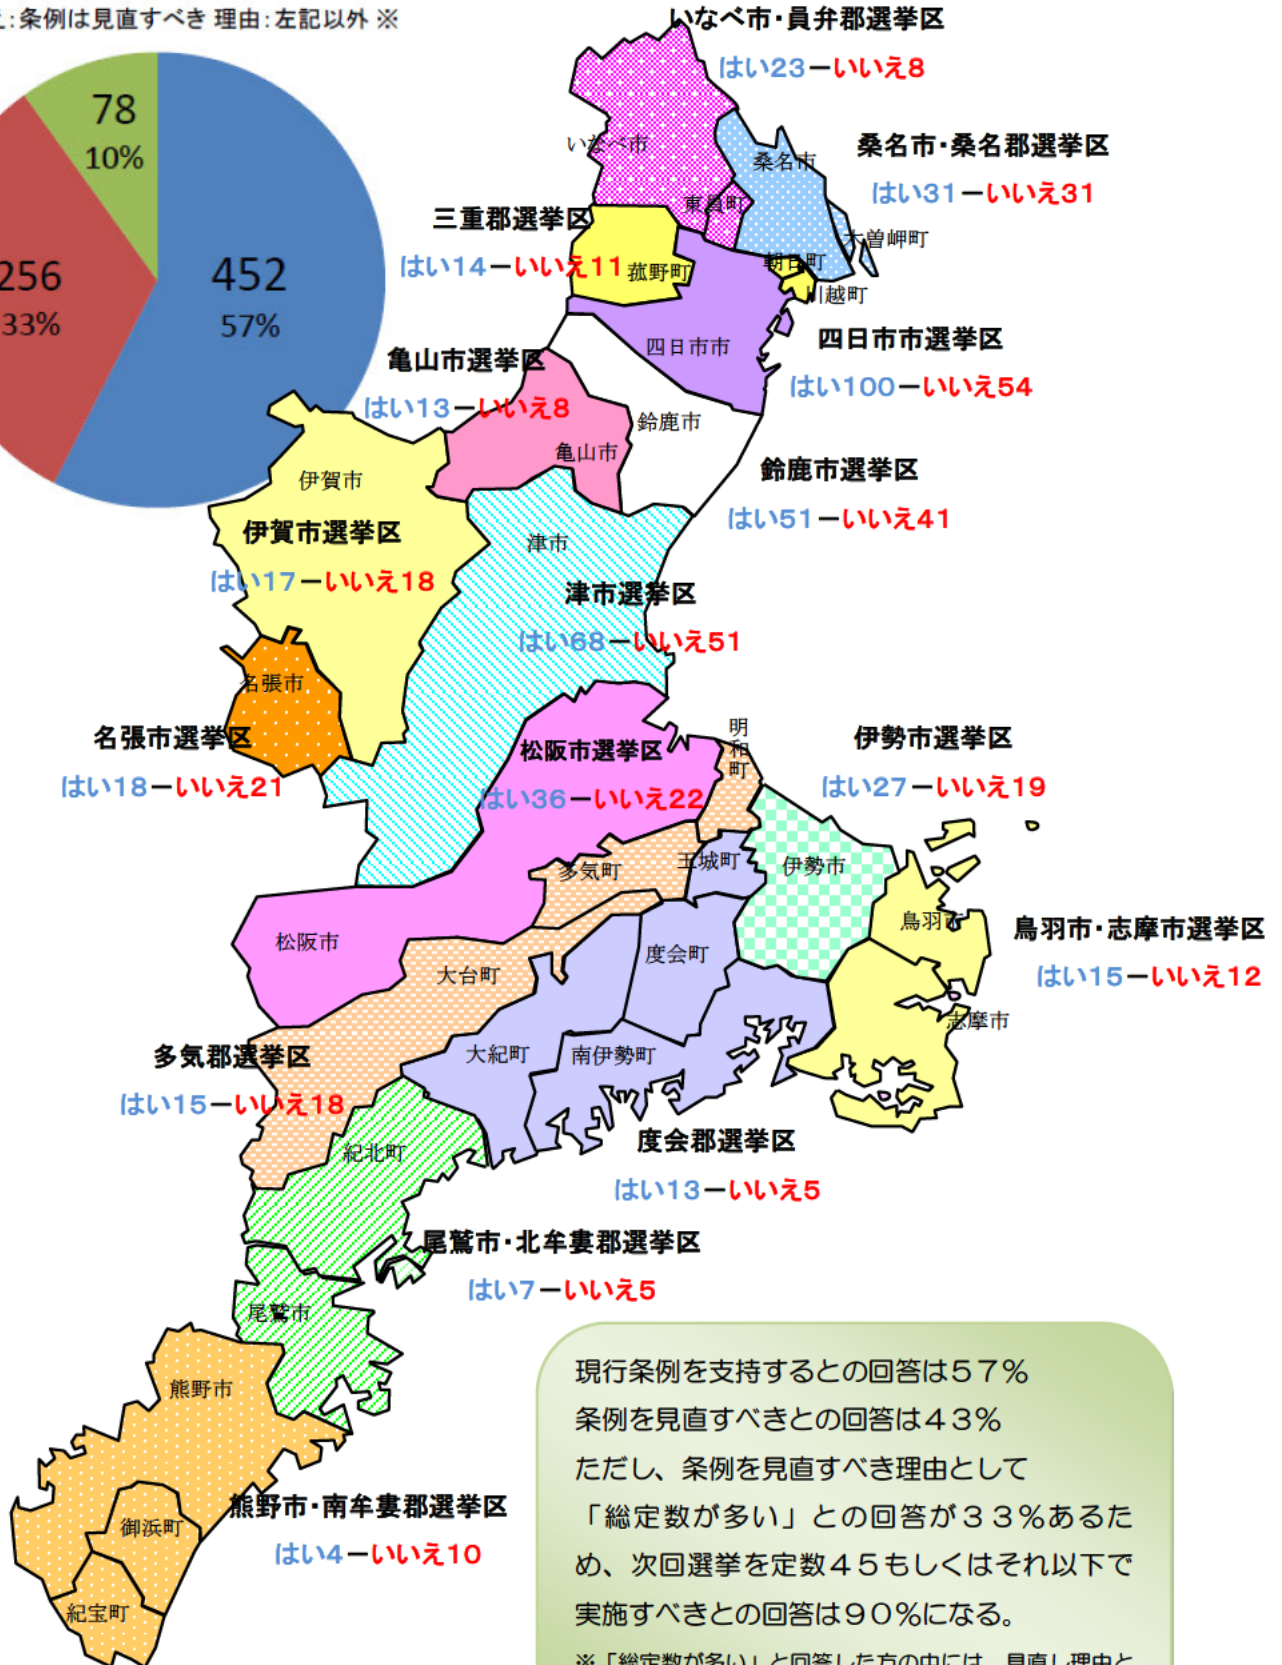 :条例は見直すべき 理由:左記以外 ※
78
10%
256
33%
452
57%
いなべ市・員弁郡選挙区
はい23ーいいえ8
いなべ市
桑名市
桑名市・桑名郡選挙区
はい31ーいいえ31
東員町
三重郡選挙区
はい14ーいいえ11
菰野町
木曽岬町
朝日町
川越町
四日市市
四日市市選挙区
はい100ーいいえ54
亀山市選挙区
はい13ーいいえ8
鈴鹿市
亀山市
鈴鹿市選挙区
はい51ーいいえ41
伊賀市
伊賀市選挙区
はい17ーいいえ18
津市
津市選挙区
はい68ーいいえ51
名張市
名張市選挙区
はい18ーいいえ21
松阪市選挙区
はい36ーいいえ22
明和町
伊勢市選挙区
はい27ーいいえ19
多気町
玉城町
伊勢市
鳥羽市
鳥羽市・志摩市選挙区
はい15ーいいえ12
松阪市
大台町
度会町
志摩市
多気郡選挙区
はい15ーいいえ18
大紀町
南伊勢町
度会郡選挙区
はい13ーいいえ5
紀北町
尾鷲市・北牟婁郡選挙区
はい7ーいいえ5
尾鷲市
熊野市
熊野市・南牟婁郡選挙区
はい4ーいいえ10
御浜町
紀宝町
現行条例を支持するとの回答は57%
条例を見直すべきとの回答は43%
ただし、条例を見直すべき理由として
「総定数が多い」との回答が33%あるた
め、次回選挙を定数45もしくはそれ以下で
実施すべきとの回答は90%になる。
※「総定数が多い」と回答した方の中には、見直し理由と